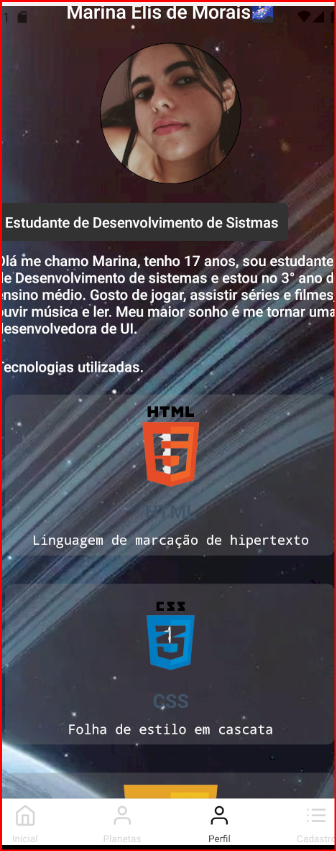 Marina Elis de Morais
Estudante de Desenvolvimento de Sistmas
Olá me chamo Marina, tenho 17 anos, sou estudante
de Desenvolvimento de sistemas e estou no 3° ano d
ensino médio. Gosto de jogar, assistir séries e filmes,
ouvir música e ler. Meu maior sonho é me tornar uma
desenvolvedora de UI.
Tecnologias utilizadas.
HTML
HTML
Linguagem de marcação de hipertexto
CSS
CSS
Folha de estilo em cascata
Inicial
Planetas
Perfil
Cadastro